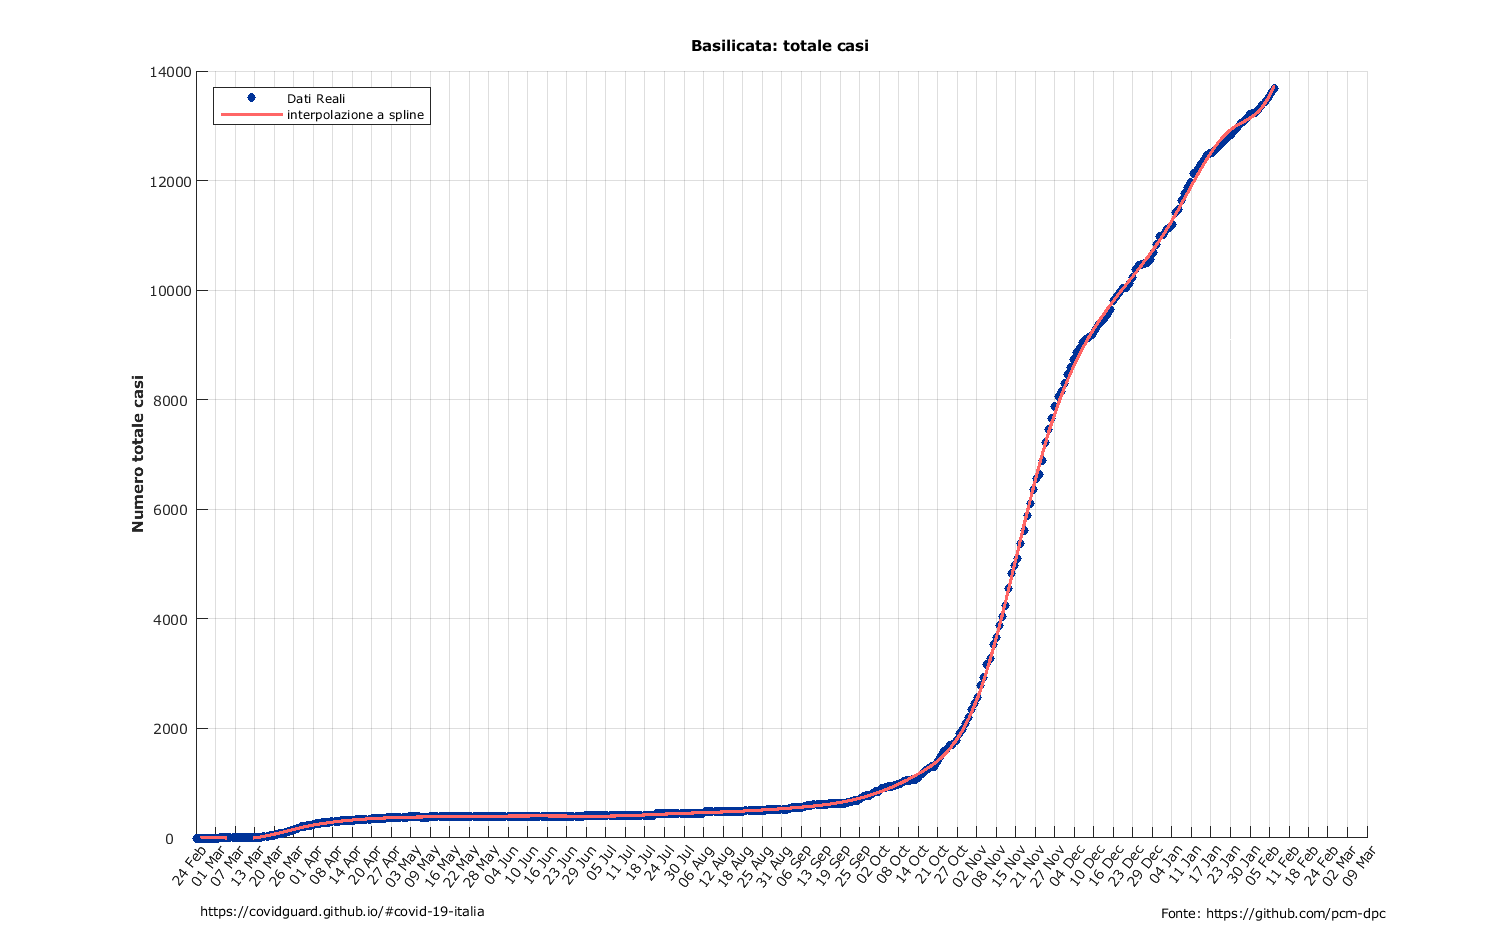 Basilicata: totale casi
Dati Reali
interpolazione a spline
14000
12000
10000
8000
6000
4000
2000
0
Numero totale casi
24 Feb
01 Mar
07 Mar
13 Mar
20 Mar
26 Mar
01 Apr
08 Apr
14 Apr
20 Apr
27 Apr
03 May
09 May
16 May
22 May
28 May
04 Jun
10 Jun
16 Jun
23 Jun
29 Jun
05 Jul
11 Jul
18 Jul
24 Jul
30 Jul
06 Aug
12 Aug
18 Aug
25 Aug
31 Aug
06 Sep
13 Sep
19 Sep
25 Sep
02 Oct
08 Oct
14 Oct
21 Oct
27 Oct
02 Nov
08 Nov
15 Nov
21 Nov
27 Nov
04 Dec
10 Dec
16 Dec
23 Dec
29 Dec
04 Jan
11 Jan
17 Jan
23 Jan
30 Jan
05 Feb
11 Feb
18 Feb
24 Feb
02 Mar
09 Mar
https://covidguard.github.io/#covid-19-italia
Fonte: https://github.com/pcm-dpc